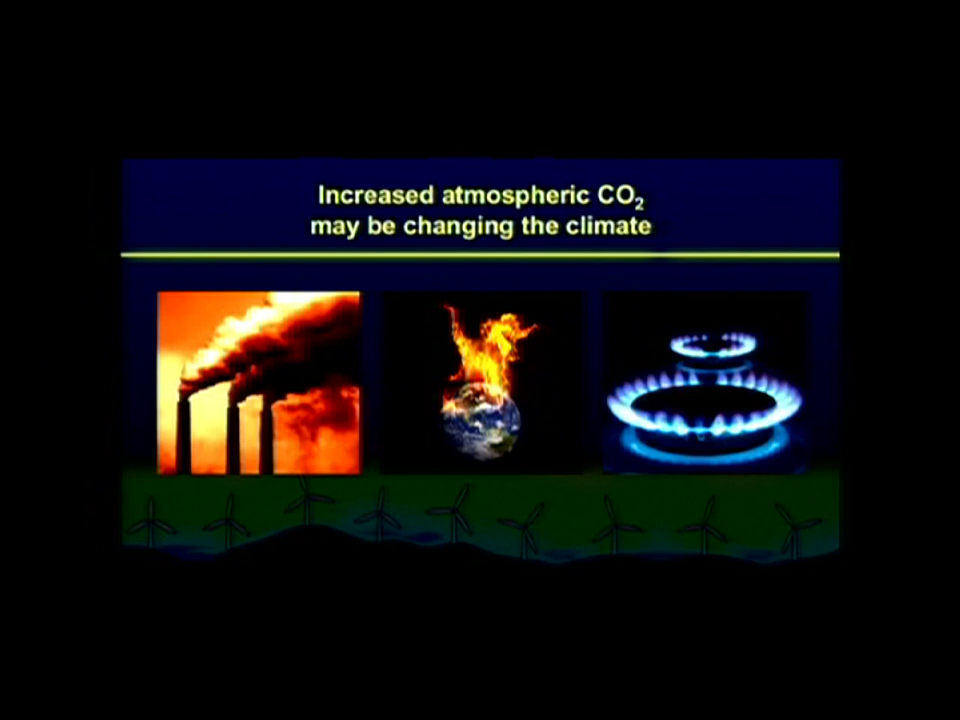 Increased atmospheric CO₂
may be changing the climate